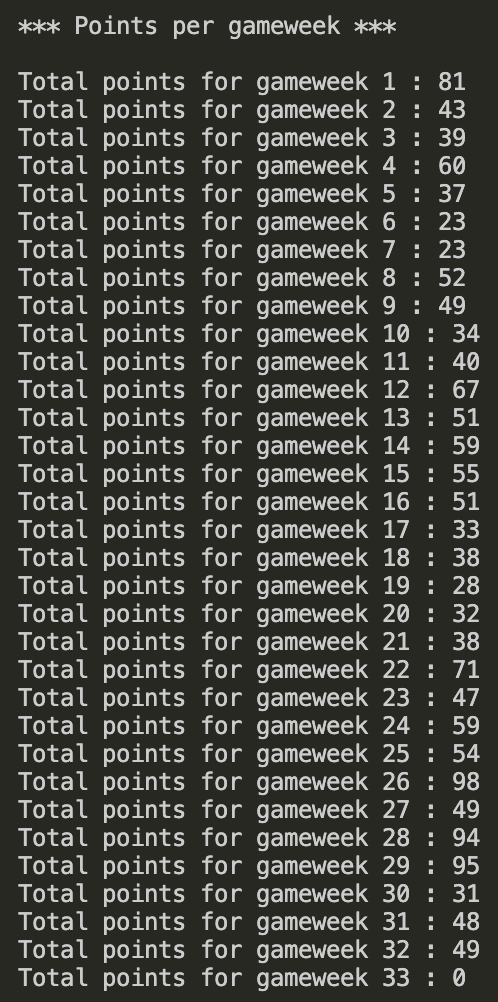 *** Points per gameweek ***
Total points for gameweek 1 : 81
Total points for gameweek 2 : 43
Total points for gameweek 3 : 39
Total points for gameweek 4 : 60
Total points for gameweek 5 : 37
Total points for gameweek 6 : 23
Total points for gameweek 7 : 23
Total points for gameweek 8 : 52
Total points for gameweek 9 : 49
Total points for gameweek 10 : 34
Total points for gameweek 11 : 40
Total points for gameweek 12 : 67
Total points for gameweek 13 : 51
Total points for gameweek 14 : 59
Total points for gameweek 15 : 55
Total points for gameweek 16 : 51
Total points for gameweek 17 : 33
Total points for gameweek 18 : 38
Total points for gameweek 19 : 28
Total points for gameweek 20 : 32
Total points for gameweek 21 : 38
Total points for gameweek 22 : 71
Total points for gameweek 23 : 47
Total points for gameweek 24 : 59
Total points for gameweek 25 : 54
Total points for gameweek 26 : 98
Total points for gameweek 27 : 49
Total points for gameweek 28 : 94
Total points for gameweek 29 : 95
Total points for gameweek 30 : 31
Total points for gameweek 31 : 48
Total points for gameweek 32 : 49
Total points for gameweek 33 : 0